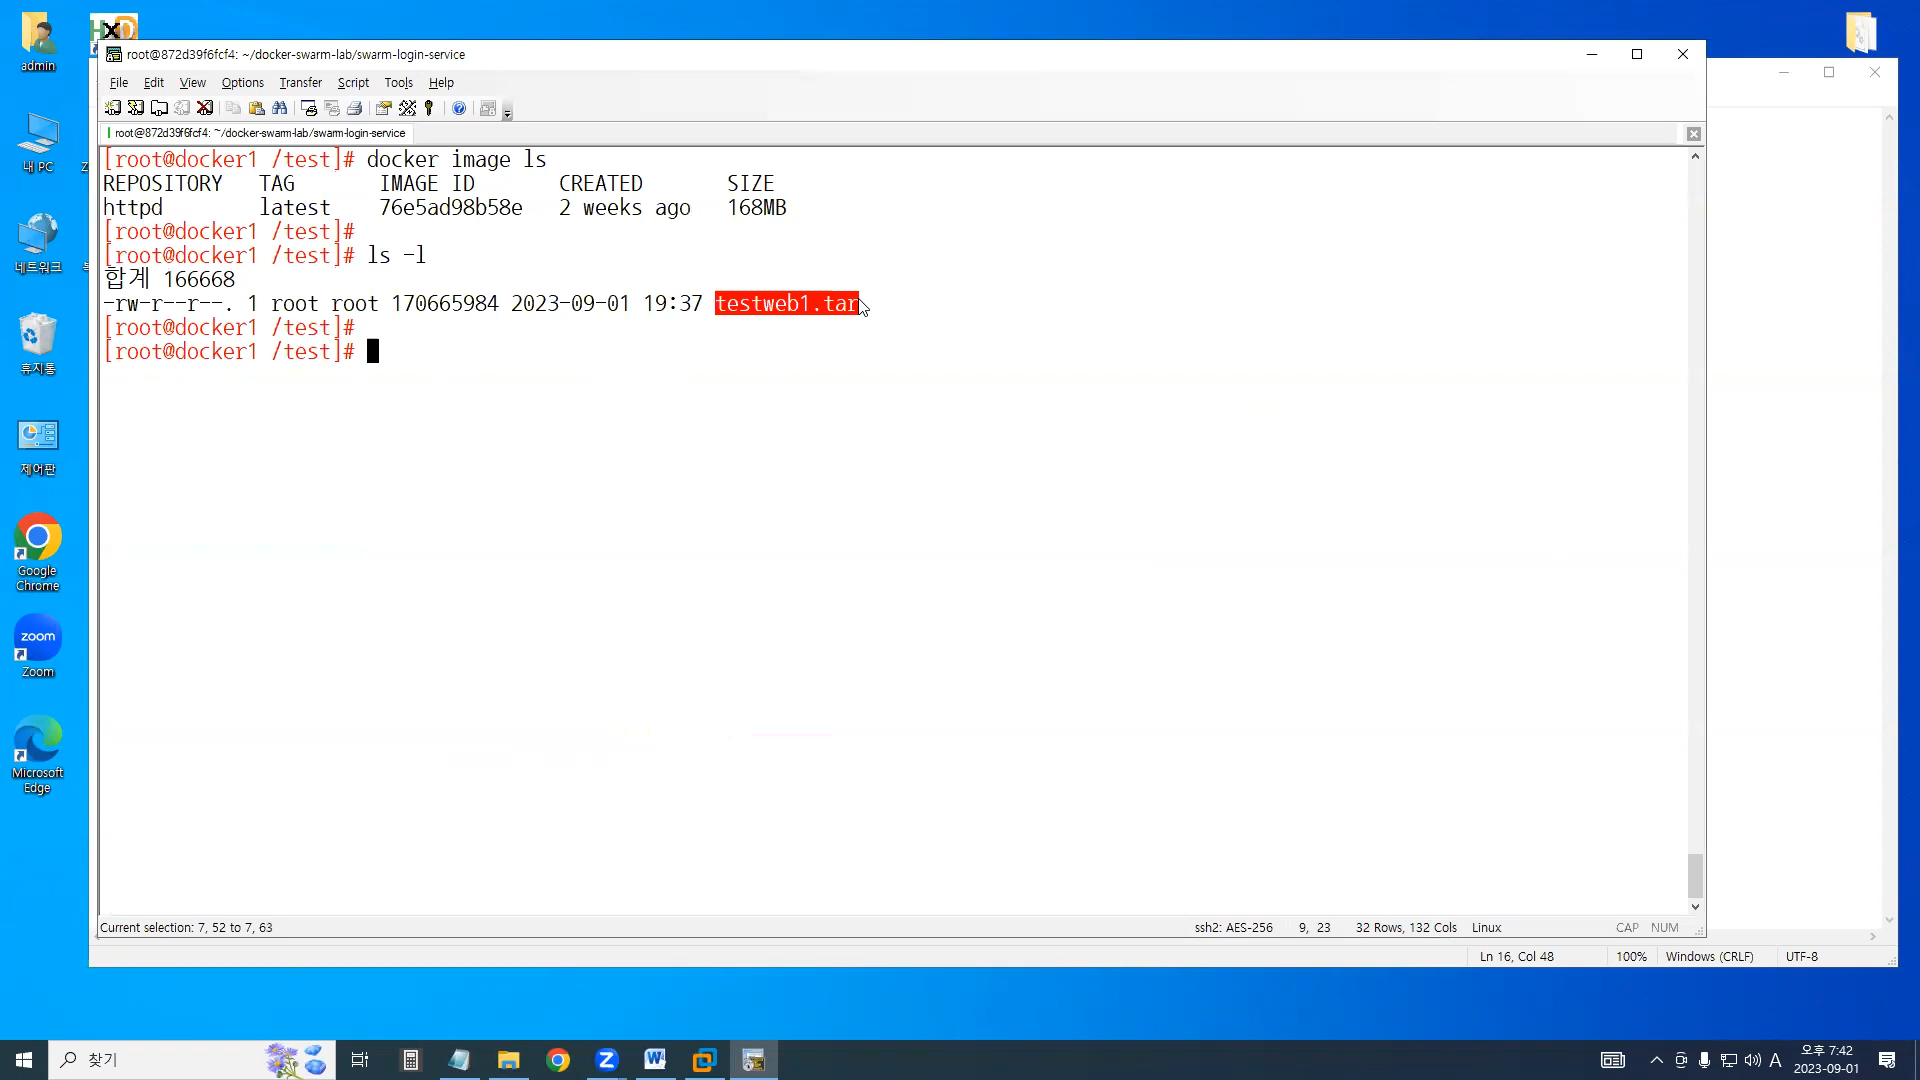 admin
HxD
내 PC
네트워크
휴지통
제어판
Google
Chrome
zoom
Zoom
Microsoft
Edge
root@872d39f6fcf4: ~/docker-swarm-lab/swarm-login-service
File Edit View Options Transfer Script Tools Help
root@872d39f6fcf4: ~/docker-swarm-lab/swarm-login-service
[root@docker1 /test]# docker image ls
REPOSITORY TAG IMAGE ID CREATED SIZE
httpd latest 76e5ad98b58e 2 weeks ago 168MB
[root@docker1 /test]#
[root@docker1 /test]# ls -l
합계 166668
-rw-r--r--. 1 root root 170665984 2023-09-01 19:37 testweb1.tar
[root@docker1 /test]#
[root@docker1 /test]#
Current selection: 7, 52 to 7, 63
ssh2: AES-256 9, 23 32 Rows, 132 Cols Linux CAP NUM
Ln 16, Col 48 100% Windows (CRLF) UTF-8
찾기
A
오후 7:42
2023-09-01